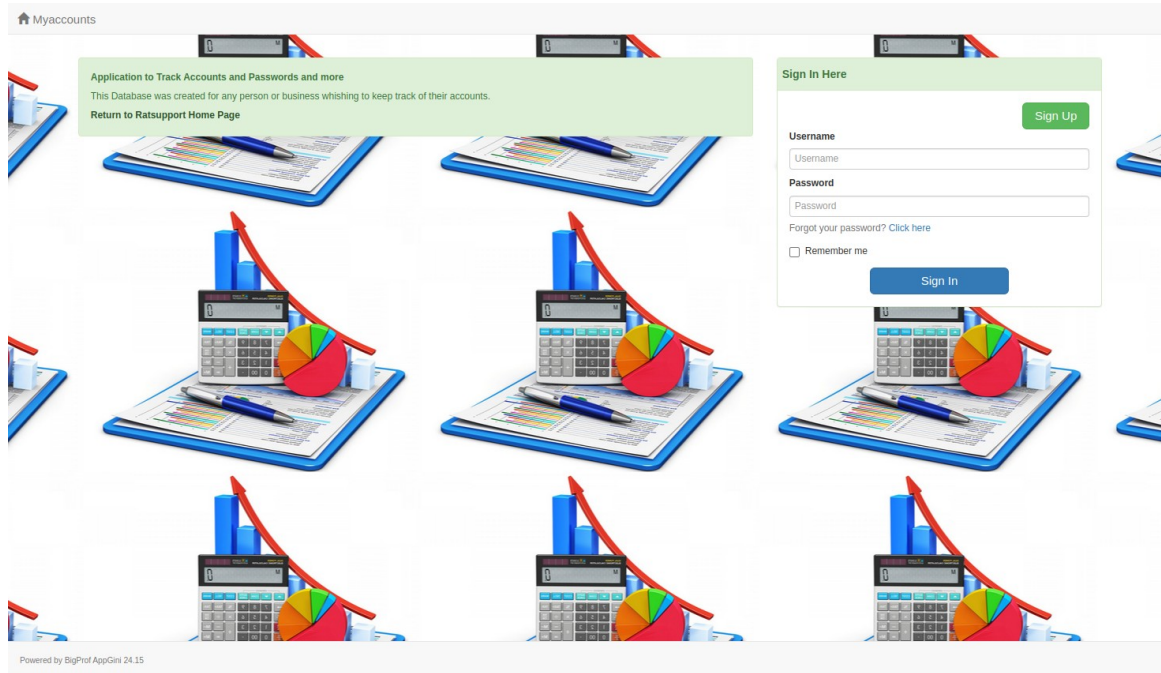 Myaccounts
Application to Track Accounts and Passwords and more
This Database was created for any person or business whishing to keep track of their accounts.
Return to Ratsupport Home Page
Sign In Here
Sign Up
Username
Username
Password
Password
Forgot your password? Click here
Remember me
Sign In
Powered by BigProf AppGini 24.15